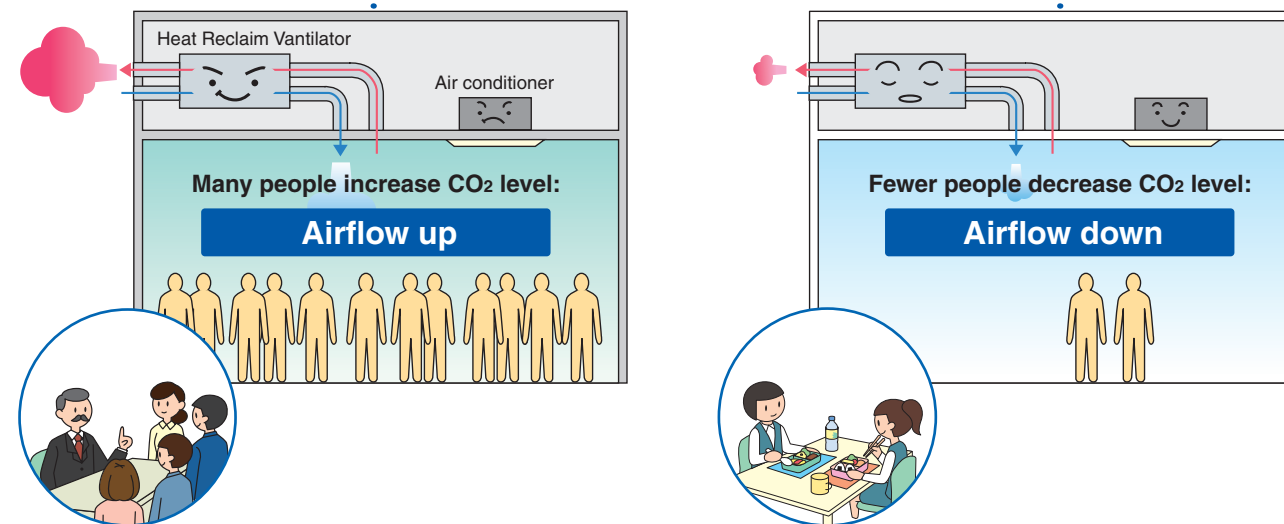 Heat Reclaim Vantilator
Air conditioner
Many people increase CO2 level:
Airflow up
Fewer people decrease CO2 level:
Airflow down